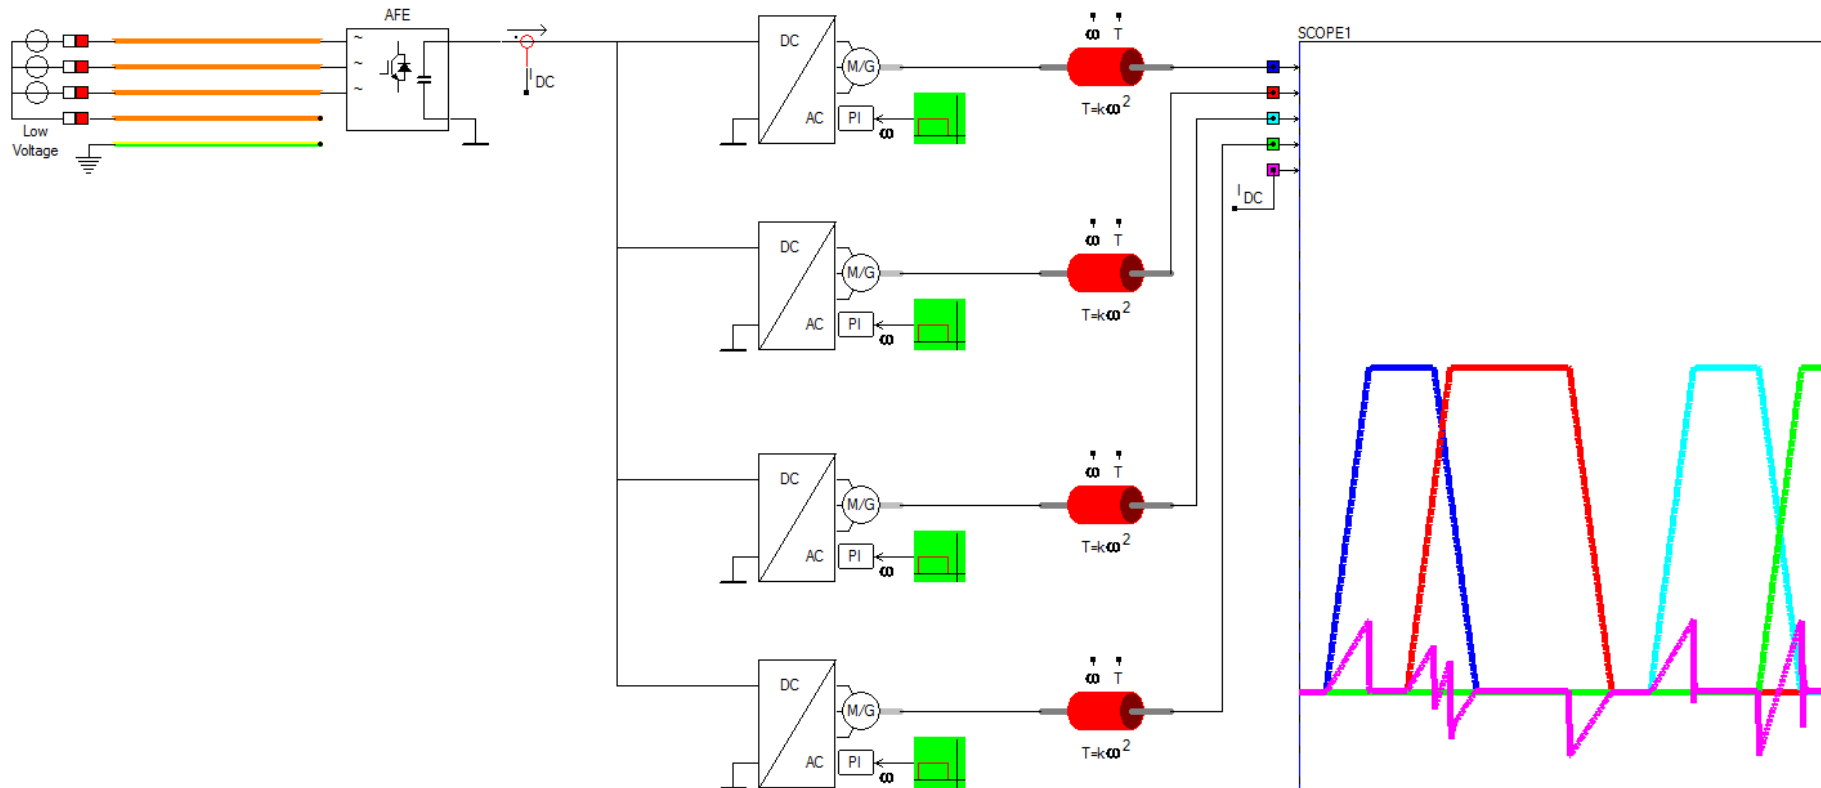 AFE
SCOPE1
~
~
~
Low
Voltage
I DC
DC
M/G
AC
PI
ω
ω T
T=kω²
I DC
DC
M/G
AC
PI
ω
ω T
T=kω²
DC
M/G
AC
PI
ω
ω T
T=kω²
DC
M/G
AC
PI
ω
ω T
T=kω²